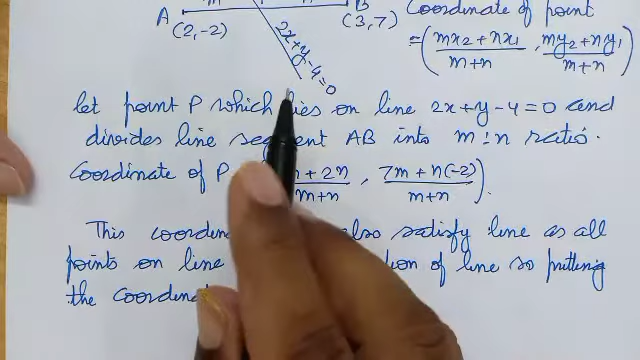 m
A B Coordinate of point
(2,-2) (3,7) = (mx2+nx1/m+n, my2+ny1/m+n)
2x+y-4=0
let point P which lies on line 2x+y-4=0 and
divides line segment AB into m:n ratio.
Coordinate of P + 2n/m+n, 7m+n(-2)/m+n).
This also satisfy line as all
points on line of line so putting
the